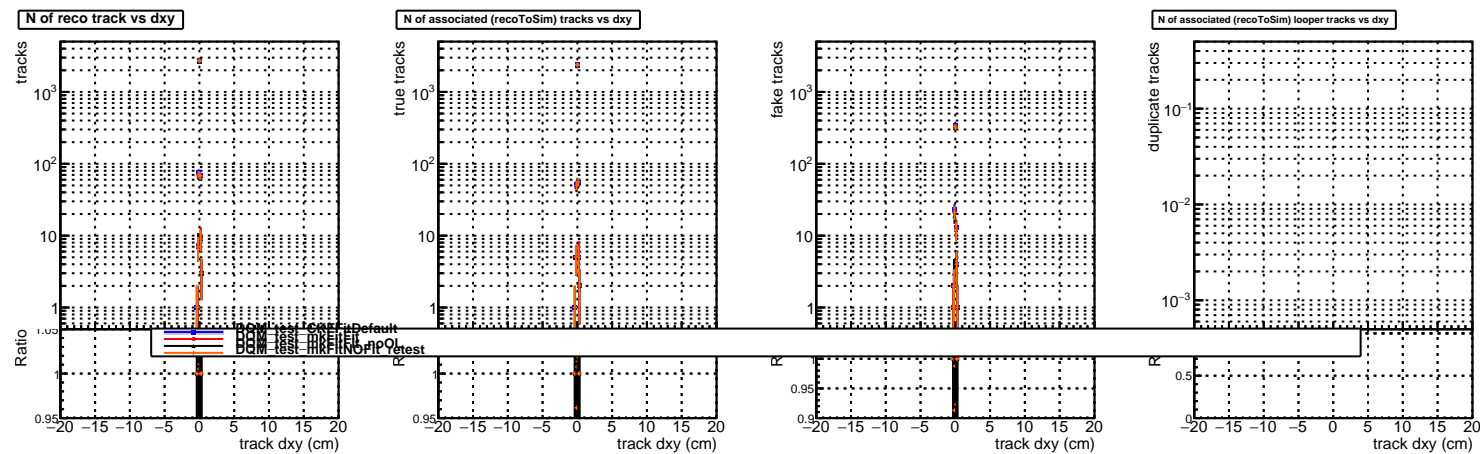 N of reco track vs dxy
N of associated (recoToSim) tracks vs dxy
N of associated (recoToSim) looper tracks vs dxy
tracks
10³
10²
10
1
true tracks
10³
10²
10
1
fake tracks
10³
10²
10
1
duplicate tracks
10⁻¹
10⁻²
10⁻³
DQM_test_CKFFitDefault
DQM_test_mkFitFit
DQM_test_mkFitNOFit_retest
Ratio
1.05
1
0.95
−20 −15 −10 −5 0 5 10 15 20
track dxy (cm)
1
0.95
−20 −15 −10 −5 0 5 10 15 20
track dxy (cm)
0.95
0.9
−20 −15 −10 −5 0 5 10 15 20
track dxy (cm)
0.5
0
−20 −15 −10 −5 0 5 10 15 20
track dxy (cm)